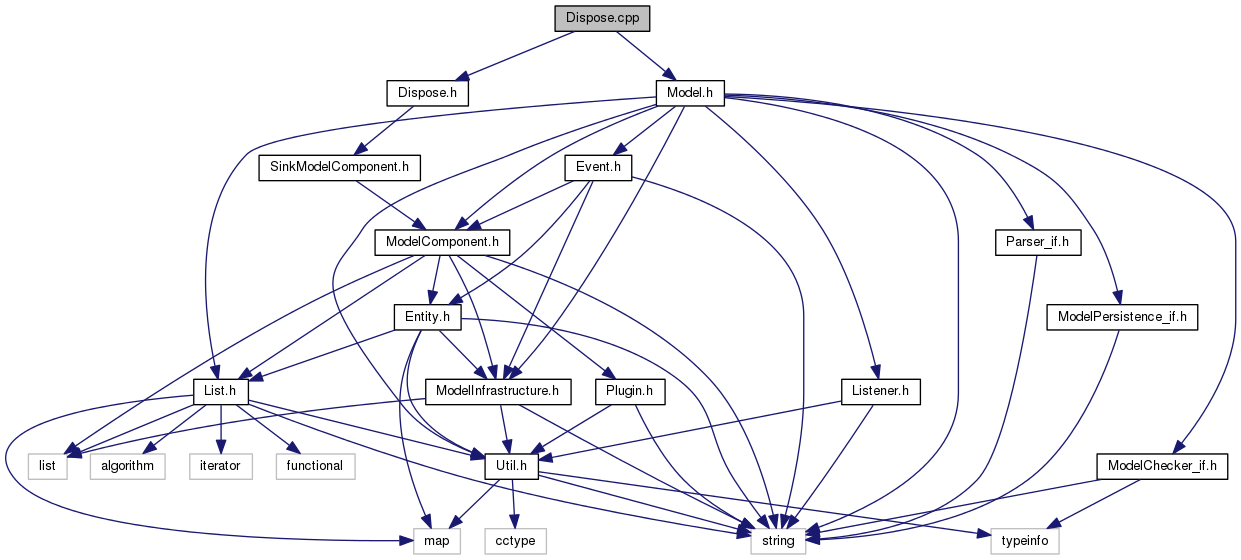 Dispose.cpp
Dispose.h
Model.h
SinkModelComponent.h
Event.h
ModelComponent.h
Parser_if.h
Entity.h
ModelPersistence_if.h
List.h
ModelInfrastructure.h
Plugin.h
Listener.h
list
algorithm
iterator
functional
Util.h
ModelChecker_if.h
map
cctype
string
typeinfo